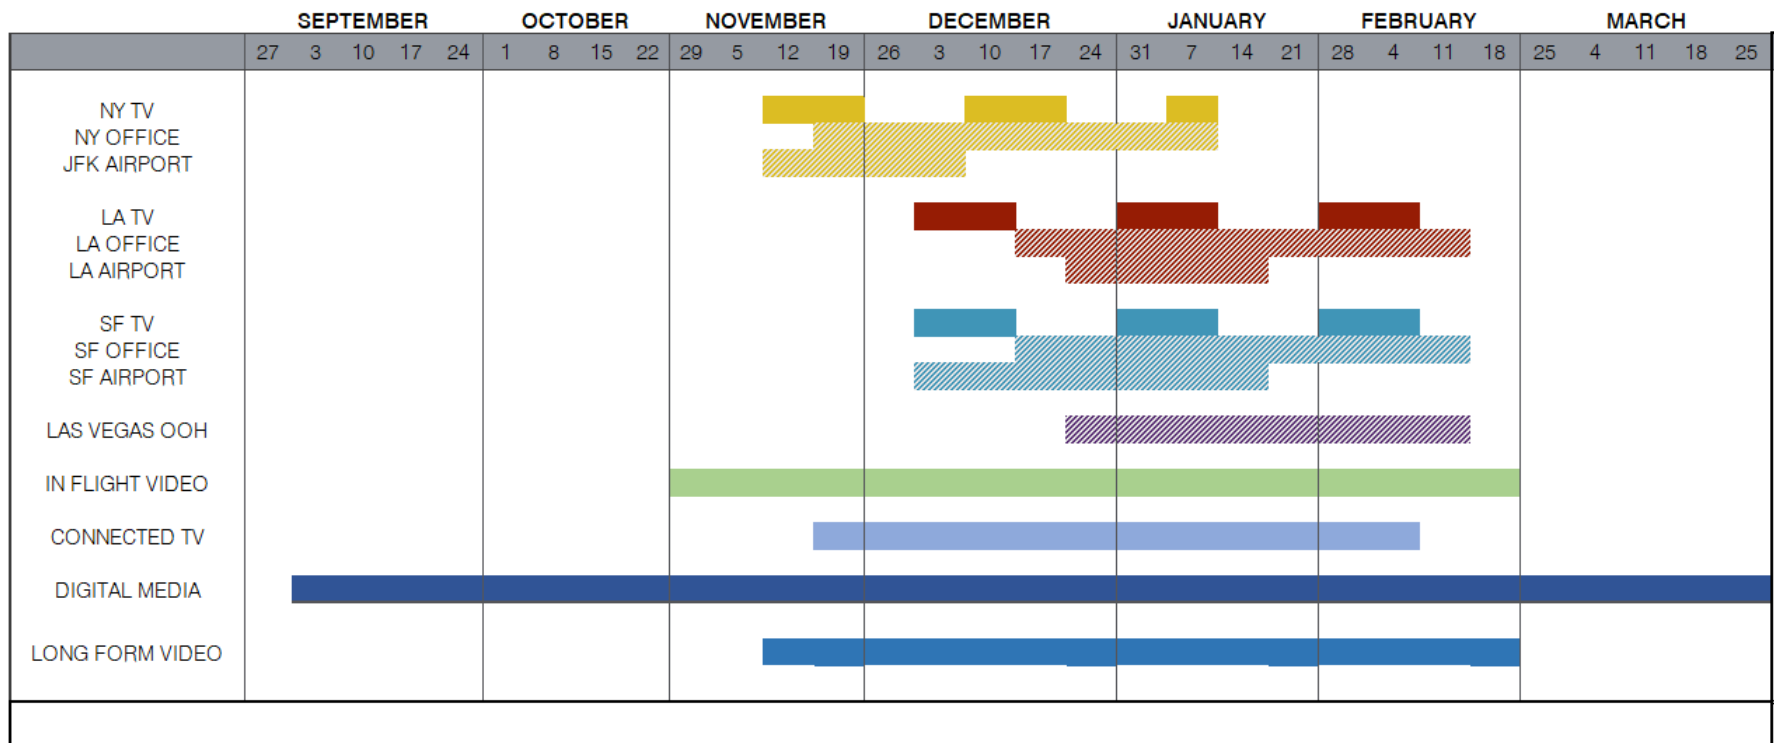 SEPTEMBER OCTOBER NOVEMBER DECEMBER JANUARY FEBRUARY MARCH
27 3 10 17 24 1 8 15 22 29 5 12 19 26 3 10 17 24 31 7 14 21 28 4 11 18 25 4 11 18 25
NY TV
NY OFFICE
JFK AIRPORT
LA TV
LA OFFICE
LA AIRPORT
SF TV
SF OFFICE
SF AIRPORT
LAS VEGAS OOH
IN FLIGHT VIDEO
CONNECTED TV
DIGITAL MEDIA
LONG FORM VIDEO